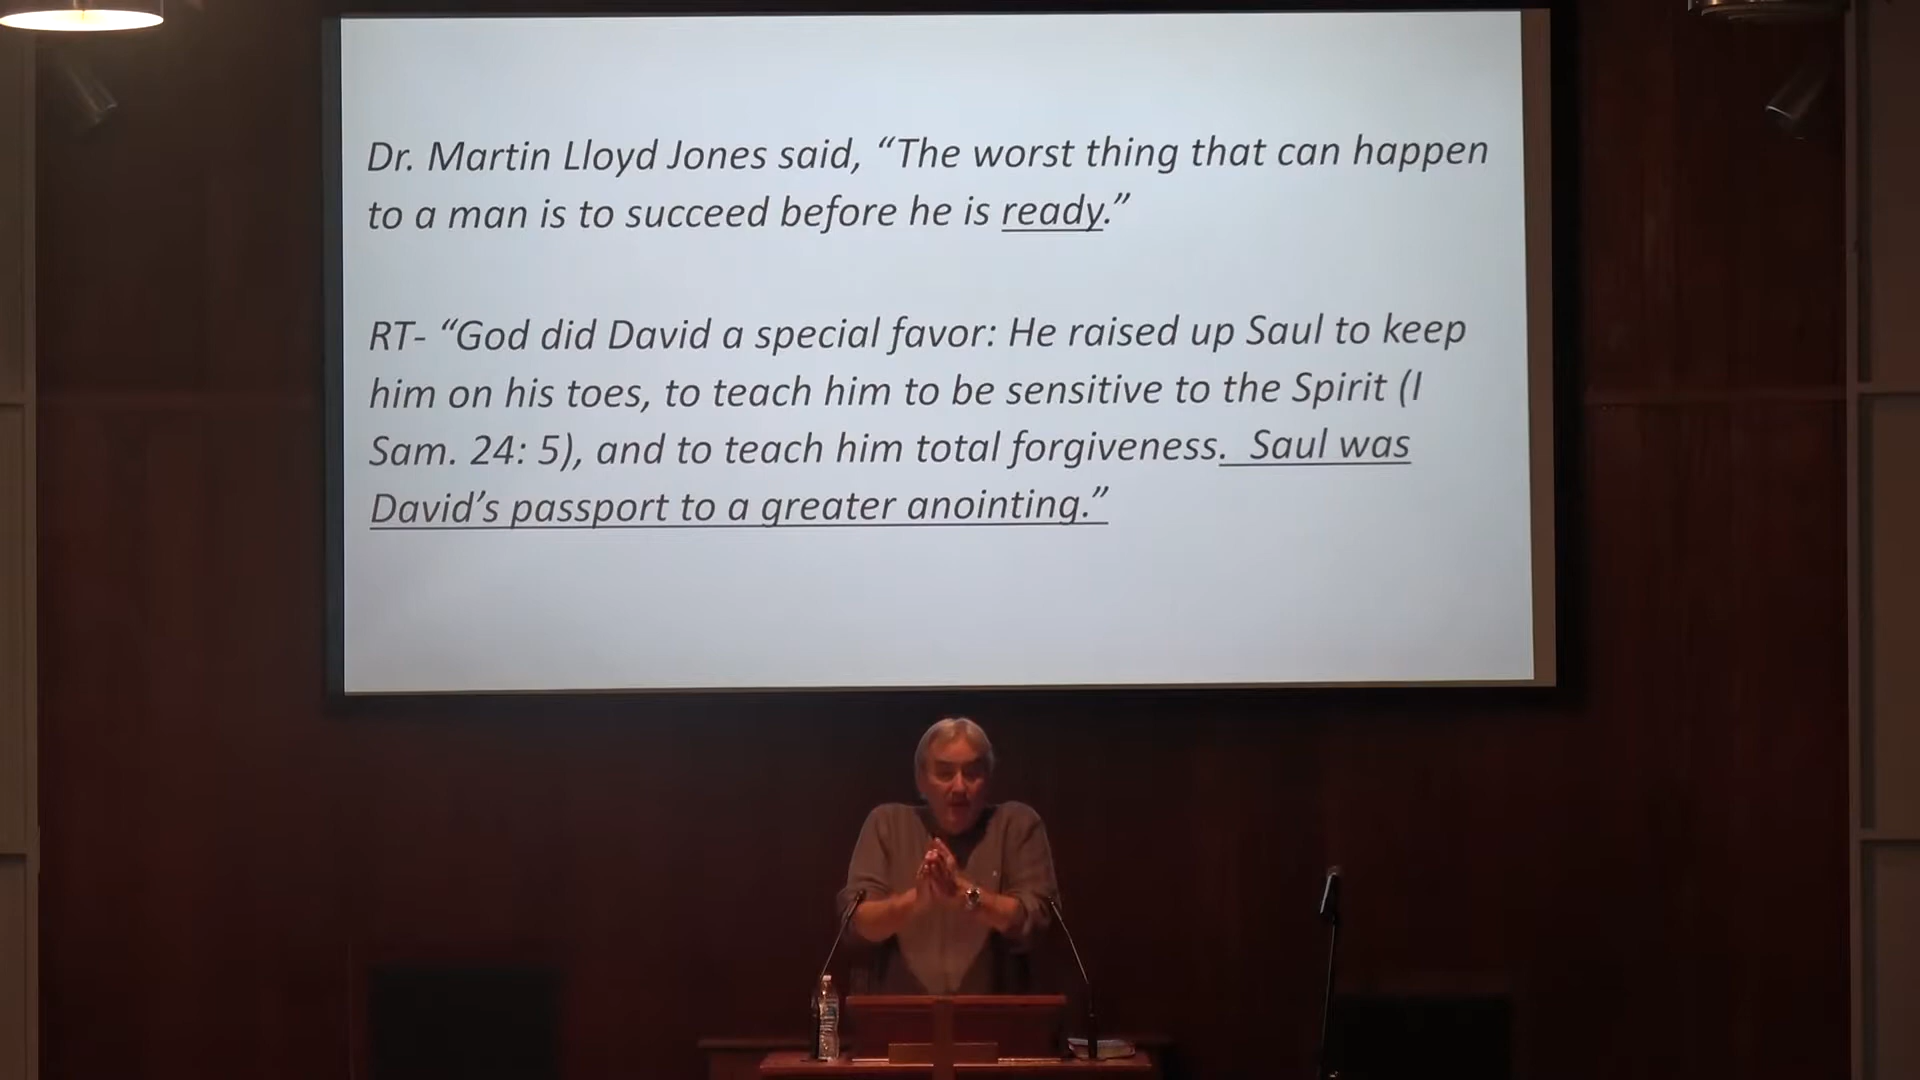 Dr. Martin Lloyd Jones said, “The worst thing that can happen
to a man is to succeed before he is ready.”
RT- “God did David a special favor: He raised up Saul to keep
him on his toes, to teach him to be sensitive to the Spirit (I
Sam. 24: 5), and to teach him total forgiveness.  Saul was
David’s passport to a greater anointing.”